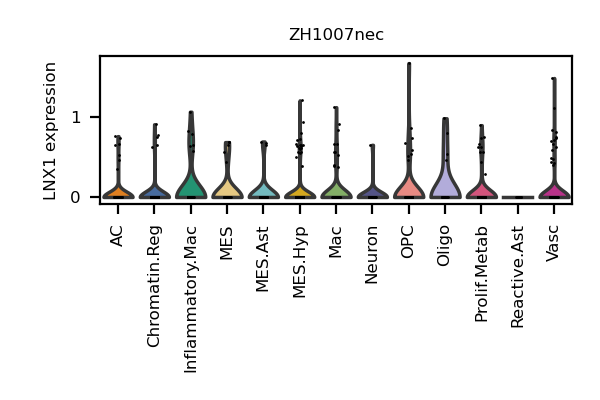 ZH1007nec
LNX1 expression
1
0
AC
Chromatin.Reg
Inflammatory.Mac
MES
MES.Ast
MES.Hyp
Mac
Neuron
OPC
Oligo
Prolif.Metab
Reactive.Ast
Vasc